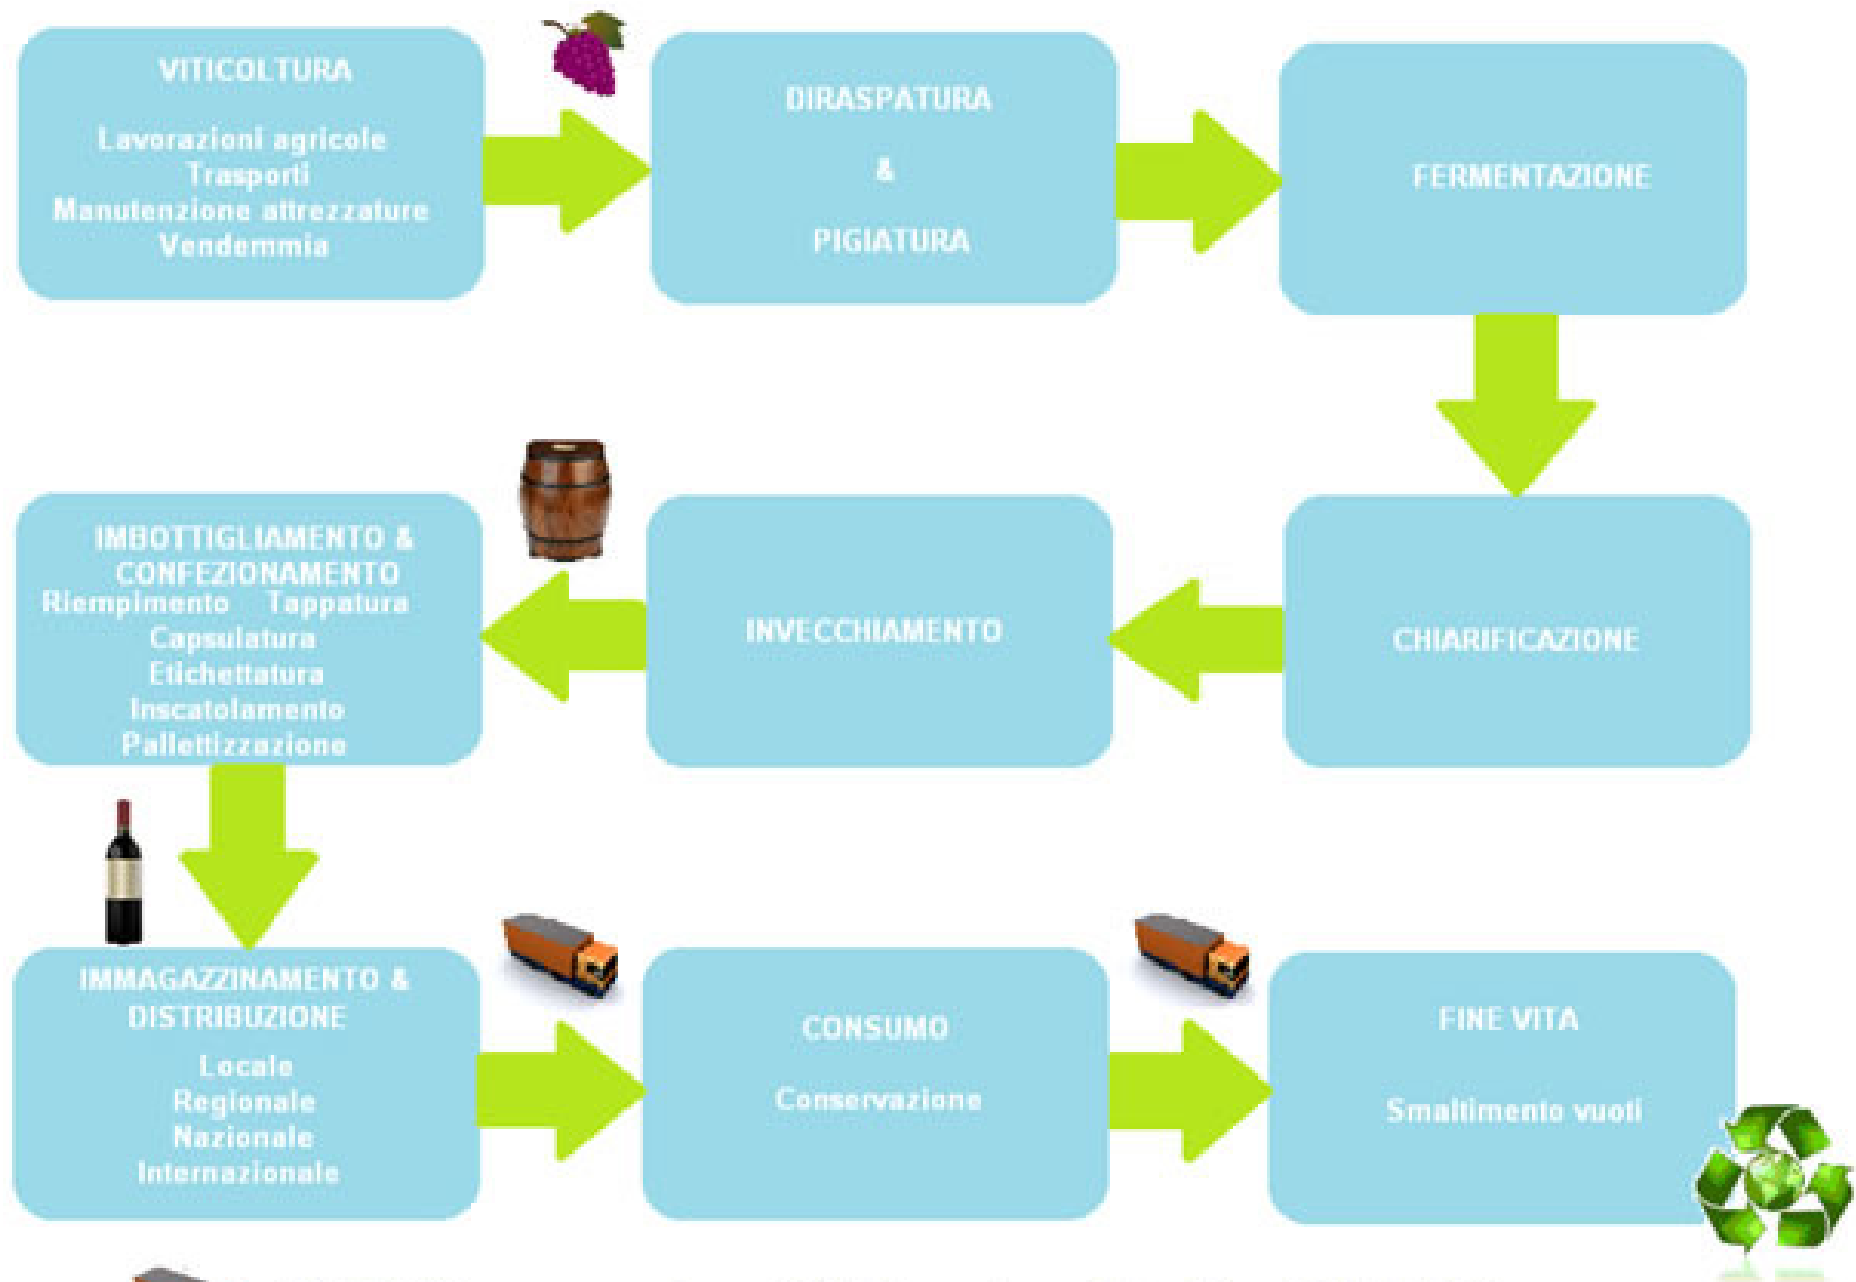 VITICOLTURA
Lavorazioni agricole
Trasporti
Manutenzione attrezzature
Vendemmia
DIRASPATURA
&
PIGIATURA
FERMENTAZIONE
CHIARIFICAZIONE
INVECCHIAMENTO
IMBOTTIGLIAMENTO &
CONFEZIONAMENTO
Riempimento Tappatura
Capsulatura
Etichettatura
Inscatolamento
Pallettizzazione
IMMAGAZZINAMENTO &
DISTRIBUZIONE
Locale
Regionale
Nazionale
Internazionale
CONSUMO
Conservazione
FINE VITA
Smaltimento vuoti